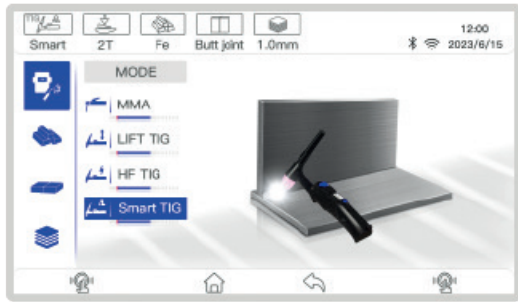 TIG
Smart
2T
Fe
Butt joint
1.0mm
12:00
2023/6/15
MODE
MMA
LIFT TIG
HF TIG
Smart TIG